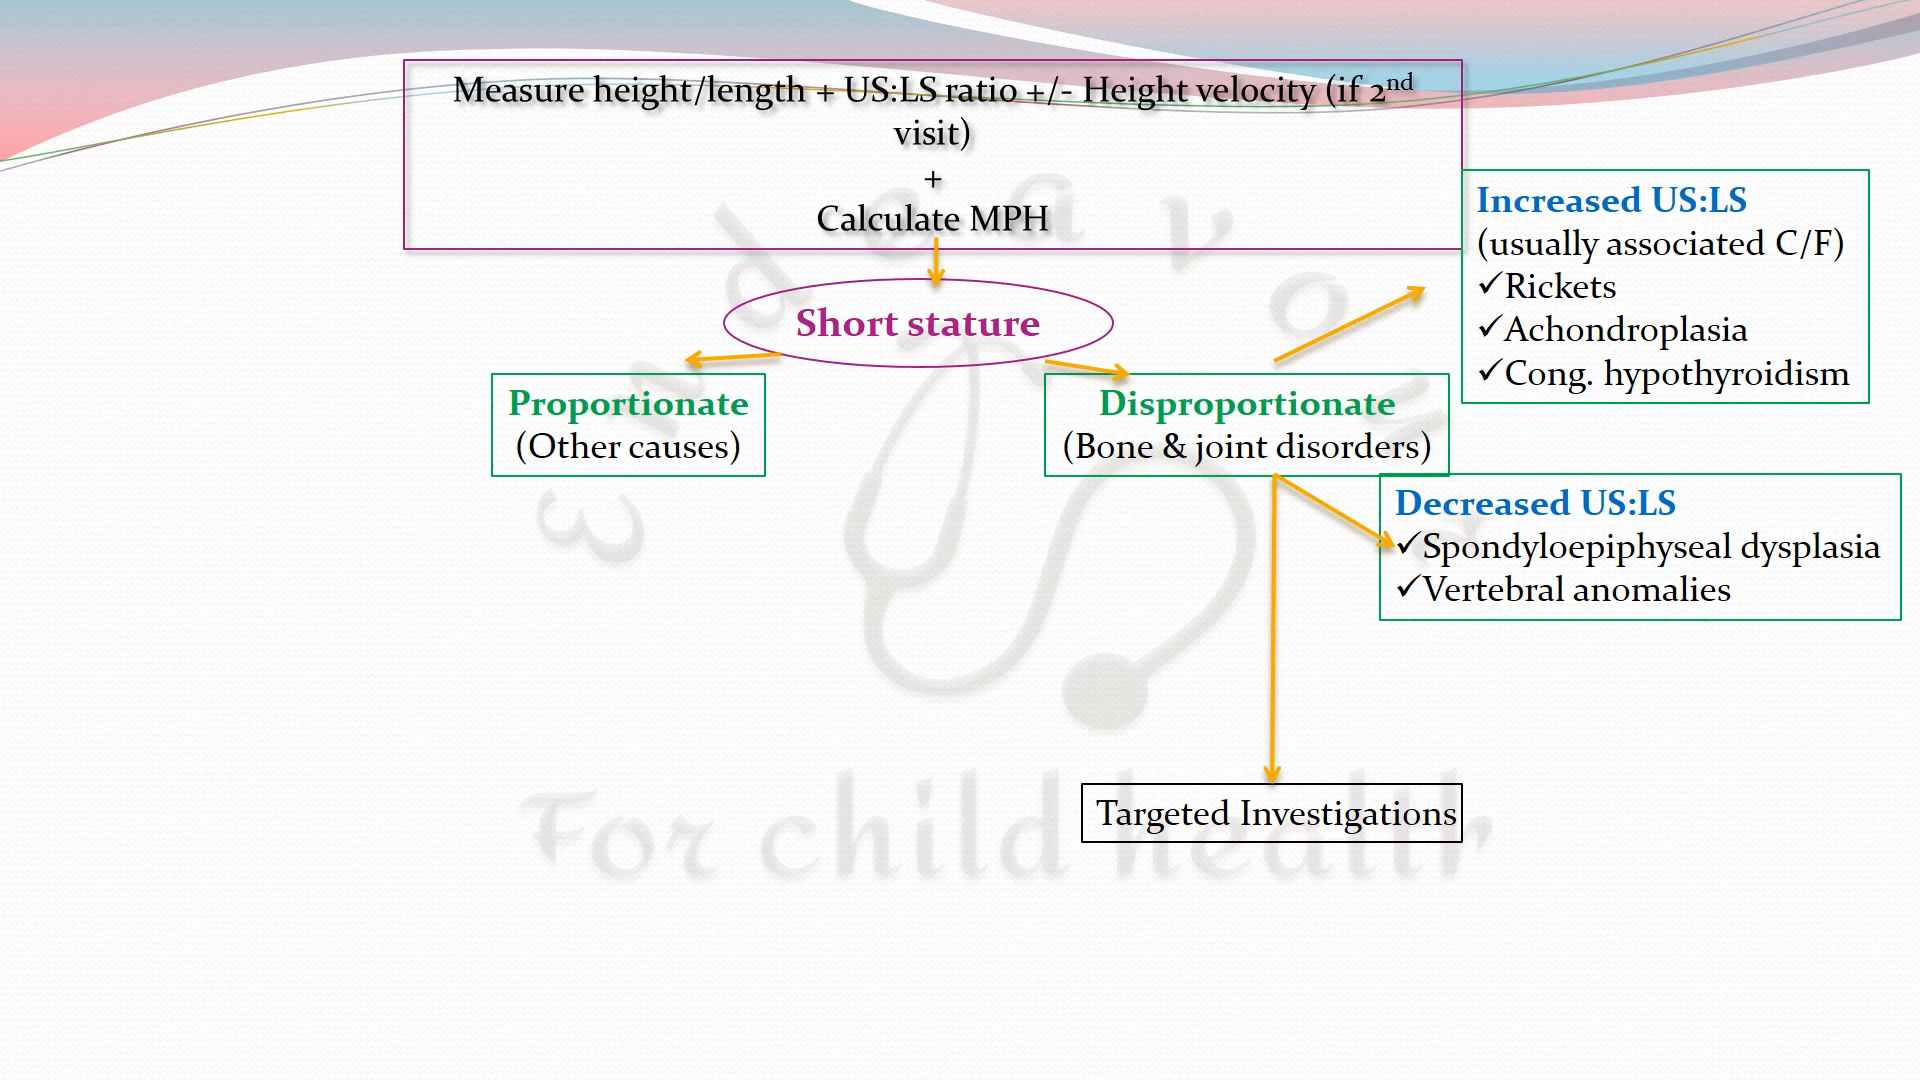 Measure height/length + US:LS ratio +/- Height velocity (if 2nd
visit)
+
Calculate MPH
Increased US:LS
(usually associated C/F)
✓Rickets
✓Achondroplasia
✓Cong. hypothyroidism
Short stature
Proportionate
(Other causes)
Disproportionate
(Bone & joint disorders)
Decreased US:LS
✓Spondyloepiphyseal dysplasia
✓Vertebral anomalies
Targeted Investigations
Endeavour
For child health